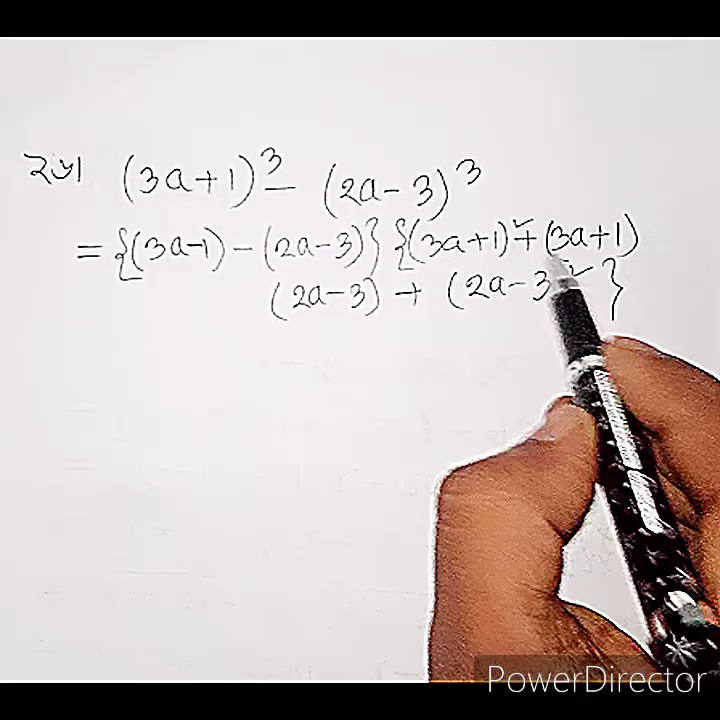 ২য়। (3a+1)³ - (2a-3)³
= {(3a-1) - (2a-3)} {(3a+1)² + (3a+1)
(2a-3) + (2a-3)² }
PowerDirector